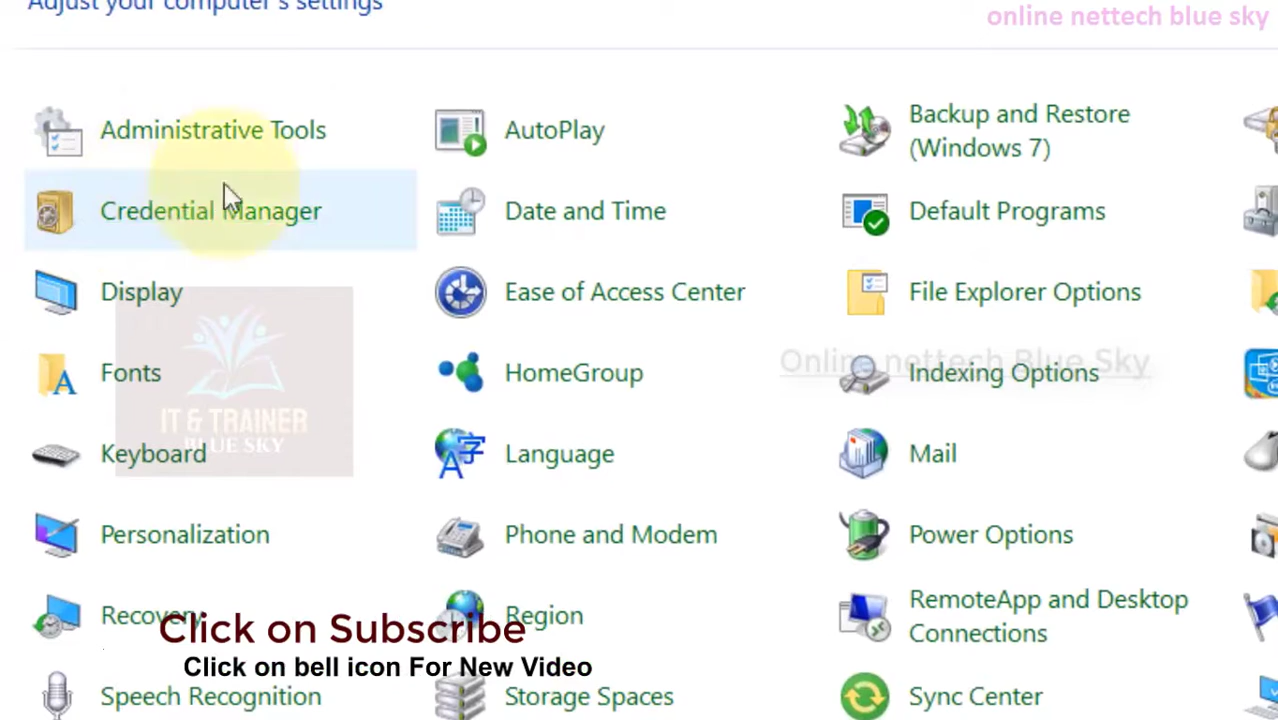 Adjust your computer's settings
online nettech blue sky
Administrative Tools
AutoPlay
Backup and Restore
(Windows 7)
Credential Manager
Date and Time
Default Programs
Display
Ease of Access Center
File Explorer Options
Online nettech Blue Sky
Fonts
HomeGroup
Indexing Options
IT & TRAINER
BLUE SKY
Keyboard
Language
Mail
Personalization
Phone and Modem
Power Options
Recovery
Region
RemoteApp and Desktop
Connections
Click on Subscribe
Click on bell icon For New Video
Speech Recognition
Storage Spaces
Sync Center